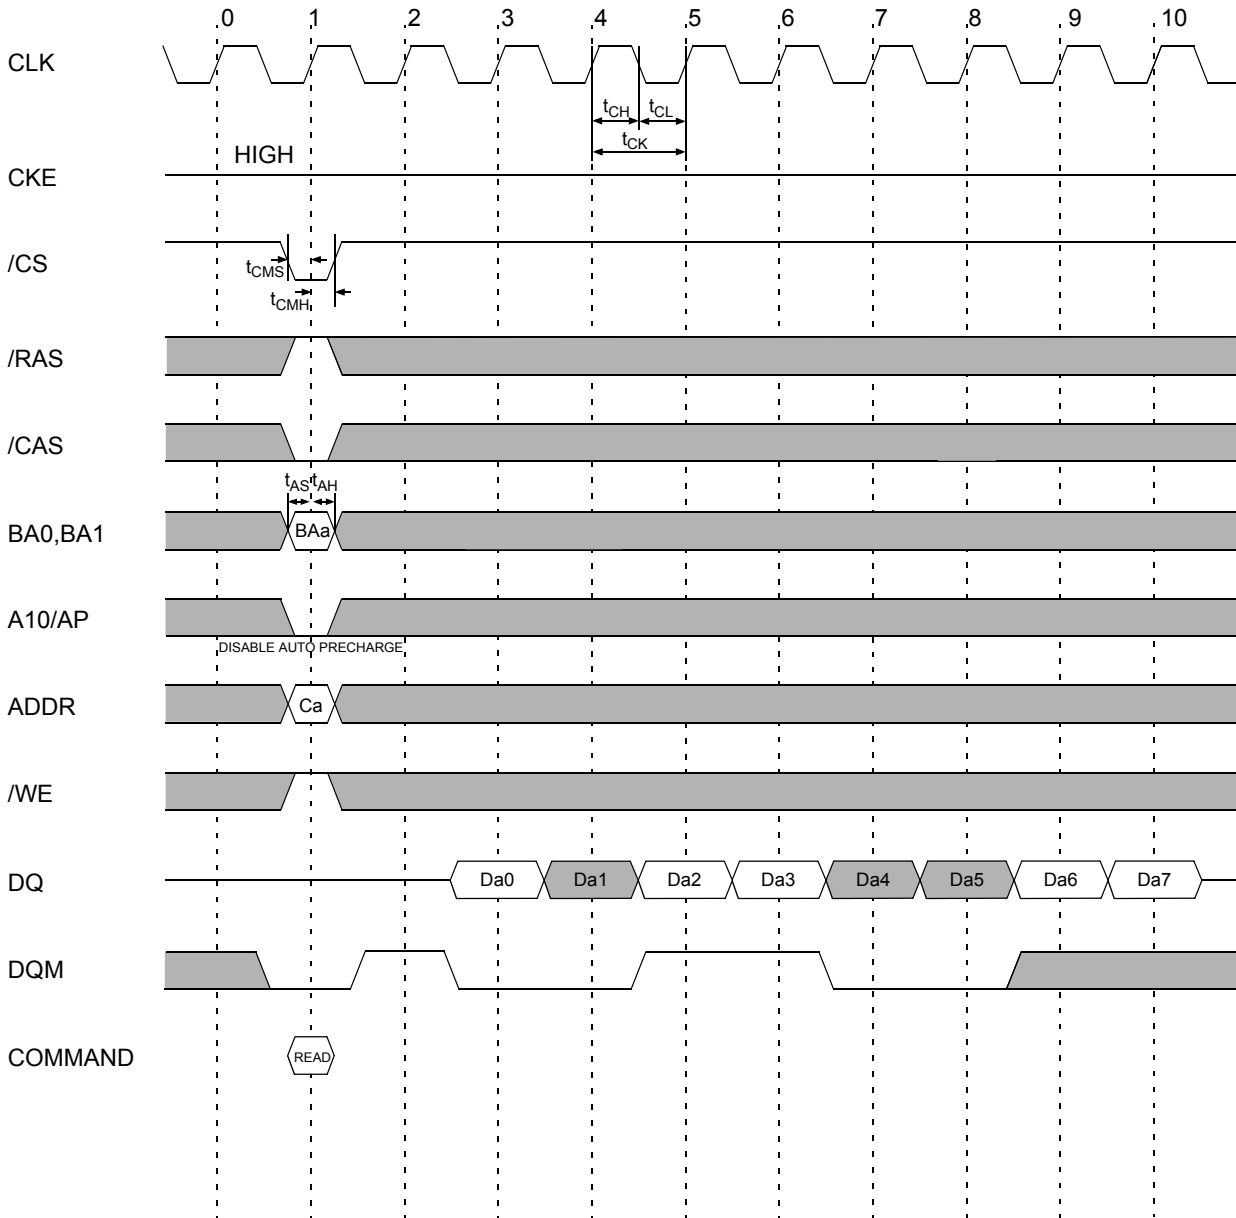 0 1 2 3 4 5 6 7 8 9 10
CLK
tCH tCL
tCK
HIGH
CKE
/CS
tCMS
tCMH
/RAS
/CAS
tAS tAH
BA0,BA1 BAa
A10/AP
DISABLE AUTO PRECHARGE
ADDR Ca
/WE
DQ Da0 Da1 Da2 Da3 Da4 Da5 Da6 Da7
DQM
COMMAND READ